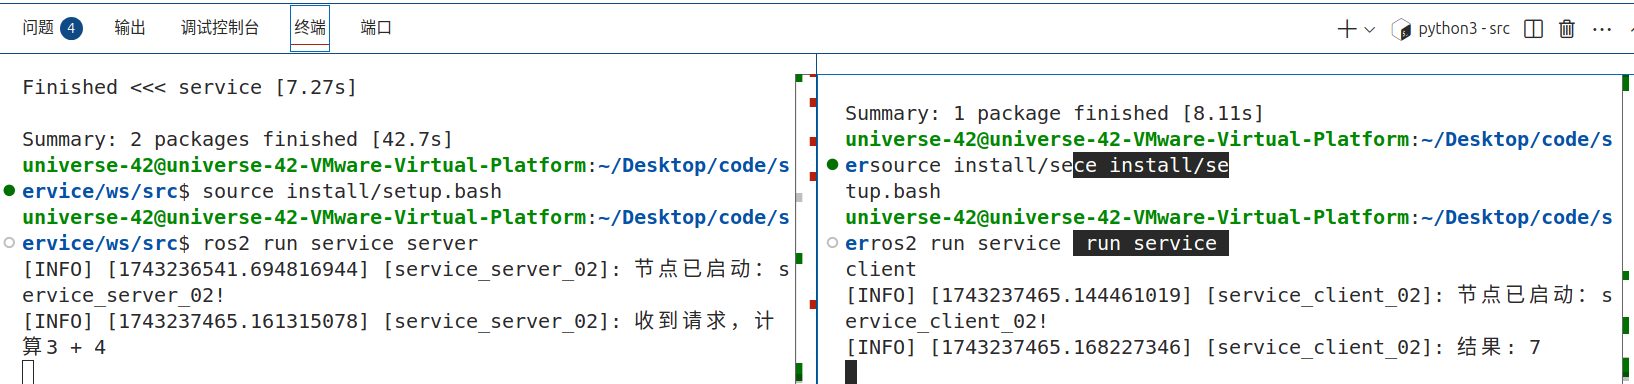 问题 4 输出 调试控制台 终端 端口 python3 - src
Finished <<< service [7.27s]
Summary: 2 packages finished [42.7s]
universe-42@universe-42-VMware-Virtual-Platform:~/Desktop/code/s
ervice/ws/src$ source install/setup.bash
universe-42@universe-42-VMware-Virtual-Platform:~/Desktop/code/s
ervice/ws/src$ ros2 run service server
[INFO] [1743236541.694816944] [service_server_02]: 节点已启动：s
ervice_server_02!
[INFO] [1743237465.161315078] [service_server_02]: 收到请求，计
算3 + 4
Summary: 1 package finished [8.11s]
universe-42@universe-42-VMware-Virtual-Platform:~/Desktop/code/s
ersource install/sece install/se
tup.bash
universe-42@universe-42-VMware-Virtual-Platform:~/Desktop/code/s
erros2 run service  run service
client
[INFO] [1743237465.144461019] [service_client_02]: 节点已启动：s
ervice_client_02!
[INFO] [1743237465.168227346] [service_client_02]: 结果: 7